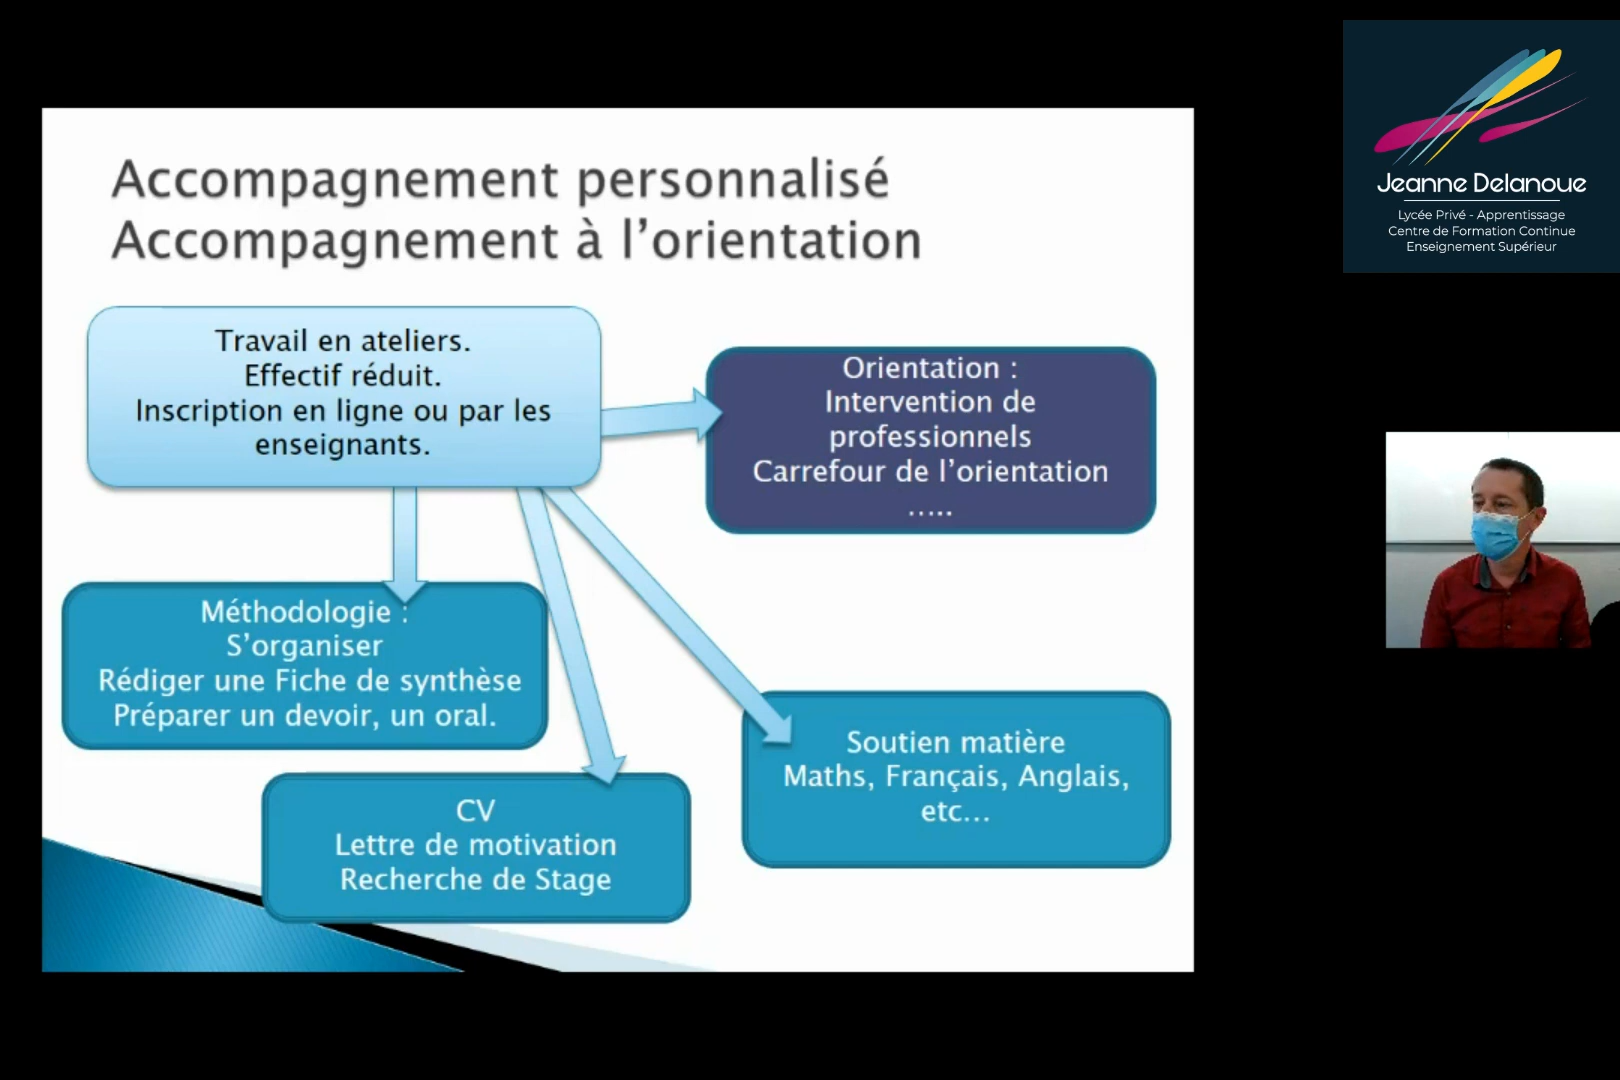 Accompagnement personnalisé
Accompagnement à l’orientation
Travail en ateliers.
Effectif réduit.
Inscription en ligne ou par les
enseignants.
Orientation :
Intervention de
professionnels
Carrefour de l’orientation
.....
Méthodologie :
S’organiser
Rédiger une Fiche de synthèse
Préparer un devoir, un oral.
CV
Lettre de motivation
Recherche de Stage
Soutien matière
Maths, Français, Anglais,
etc...
Jeanne Delanoue
Lycée Privé - Apprentissage
Centre de Formation Continue
Enseignement Supérieur